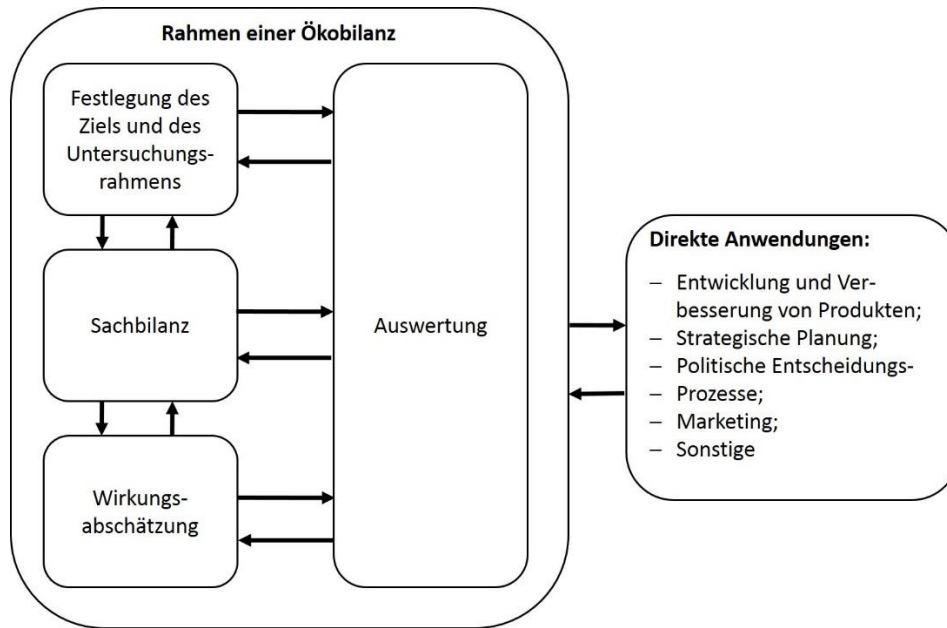 Rahmen einer Ökobilanz
Festlegung des
Ziels und des
Untersuchungs-
rahmens
Sachbilanz
Wirkungs-
abschätzung
Auswertung
Direkte Anwendungen:
– Entwicklung und Ver-
besserung von Produkten;
– Strategische Planung;
– Politische Entscheidungs-
– Prozesse;
– Marketing;
– Sonstige